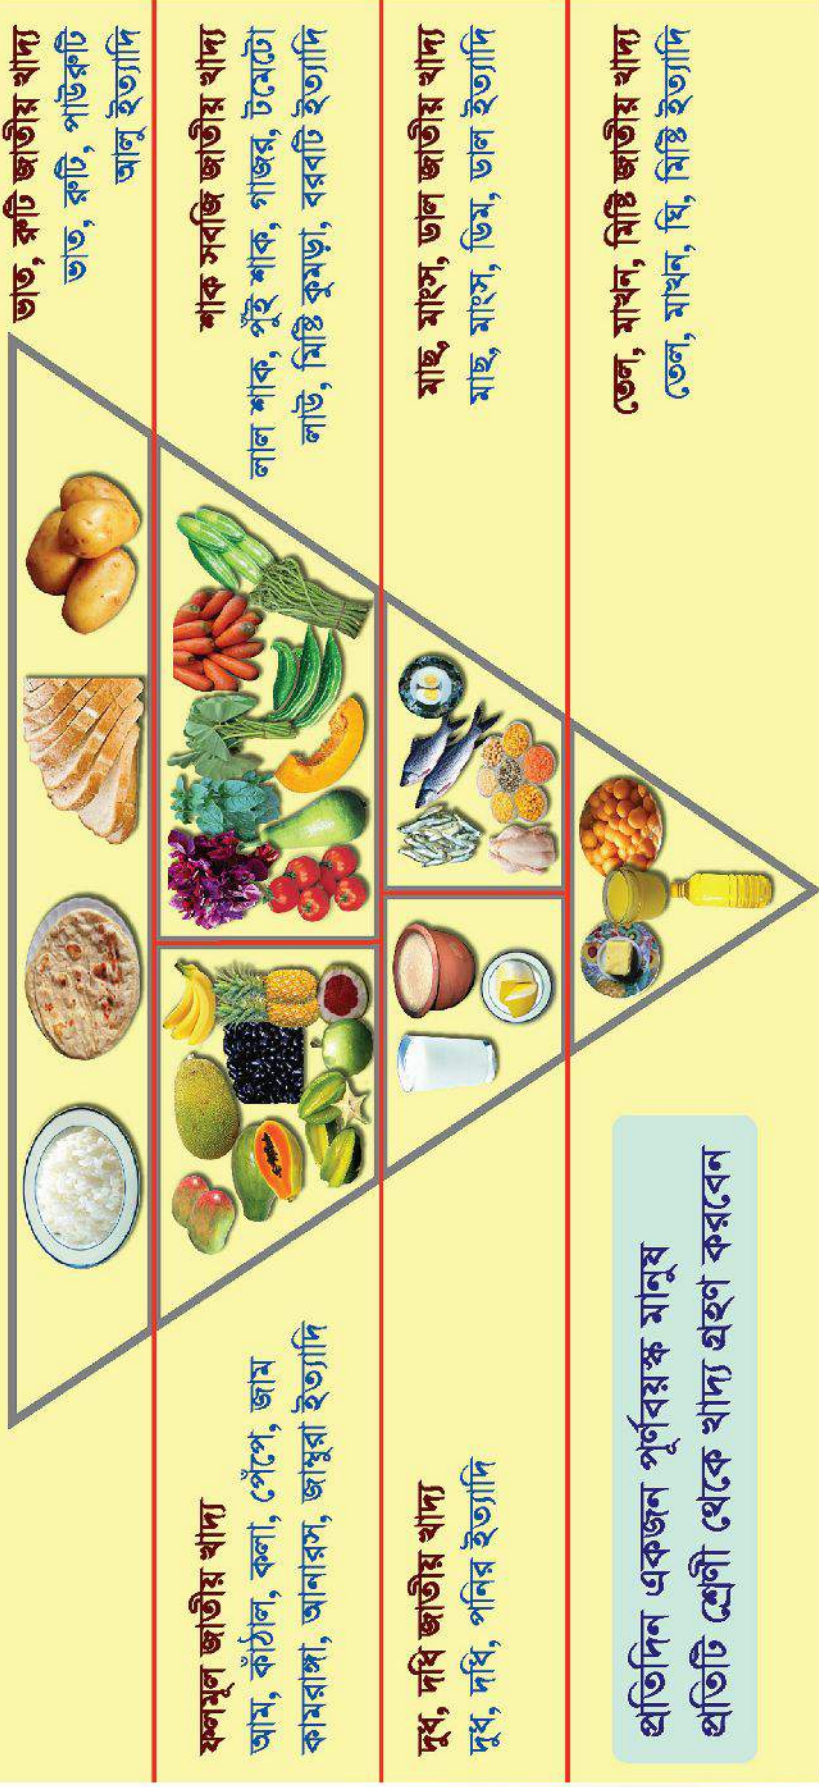 ভাত, রুটি জাতীয় খাদ্য
ভাত, রুটি, পাউরুটি
আলু ইত্যাদি
ফলমূল জাতীয় খাদ্য
আম, কাঁঠাল, কলা, পেঁপে, জাম
কামরাঙ্গা, আনারস, জাম্বুরা ইত্যাদি
শাক সবজি জাতীয় খাদ্য
লাল শাক, পুঁই শাক, গাজর, টমেটো
লাউ, মিষ্টি কুমড়া, বরবটি ইত্যাদি
দুধ, দধি জাতীয় খাদ্য
দুধ, দধি, পনির ইত্যাদি
মাছ, মাংস, ডাল জাতীয় খাদ্য
মাছ, মাংস, ডিম, ডাল ইত্যাদি
তেল, মাখন, মিষ্টি জাতীয় খাদ্য
তেল, মাখন, ঘি, মিষ্টি ইত্যাদি
প্রতিদিন একজন পূর্ণবয়স্ক মানুষ
প্রতিটি শ্রেণী থেকে খাদ্য গ্রহণ করবেন